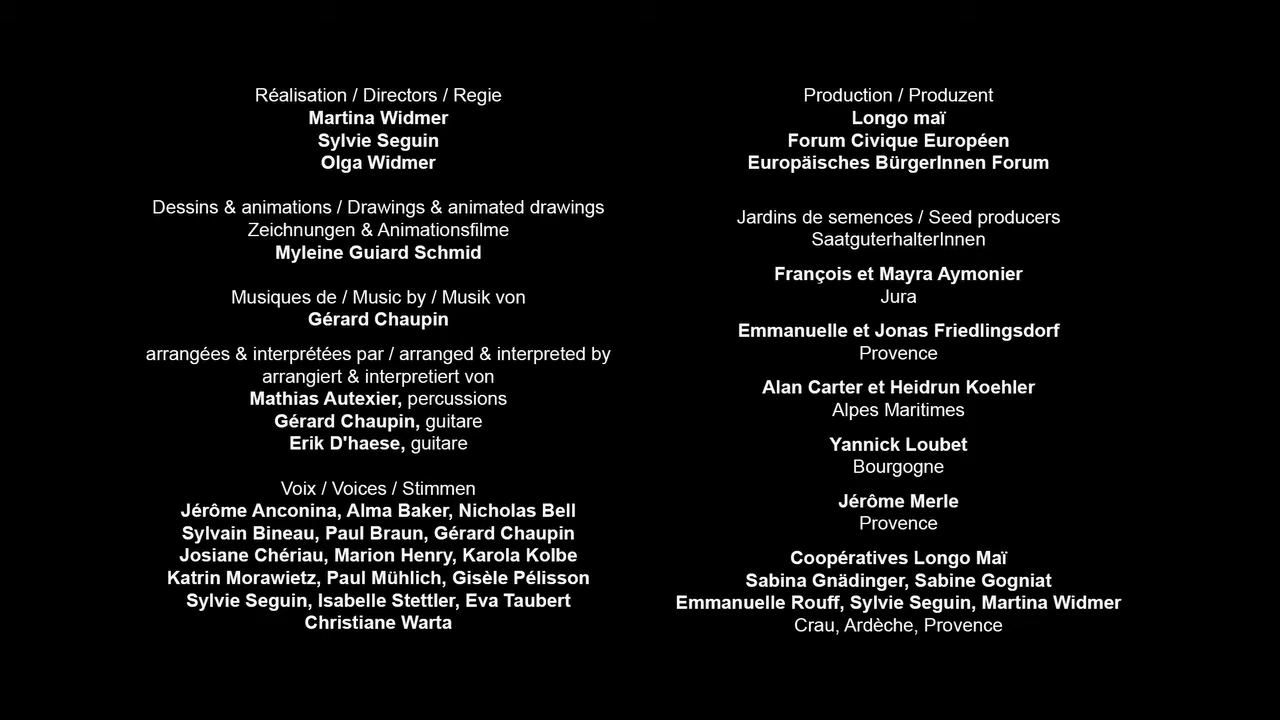 Réalisation / Directors / Regie
Martina Widmer
Sylvie Seguin
Olga Widmer
Dessins & animations / Drawings & animated drawings
Zeichnungen & Animationsfilme
Myleine Guiard Schmid
Musiques de / Music by / Musik von
Gérard Chaupin
arrangées & interprétées par / arranged & interpreted by
arrangiert & interpretiert von
Mathias Autexier, percussions
Gérard Chaupin, guitare
Erik D'haese, guitare
Voix / Voices / Stimmen
Jérôme Anconina, Alma Baker, Nicholas Bell
Sylvain Bineau, Paul Braun, Gérard Chaupin
Josiane Chériau, Marion Henry, Karola Kolbe
Katrin Morawietz, Paul Mühlich, Gisèle Pélisson
Sylvie Seguin, Isabelle Stettler, Eva Taubert
Christiane Warta
Production / Produzent
Longo maï
Forum Civique Européen
Europäisches BürgerInnen Forum
Jardins de semences / Seed producers
SaatguterhalterInnen
François et Mayra Aymonier
Jura
Emmanuelle et Jonas Friedlingsdorf
Provence
Alan Carter et Heidrun Koehler
Alpes Maritimes
Yannick Loubet
Bourgogne
Jérôme Merle
Provence
Coopératives Longo Maï
Sabina Gnädinger, Sabine Gogniat
Emmanuelle Rouff, Sylvie Seguin, Martina Widmer
Crau, Ardèche, Provence